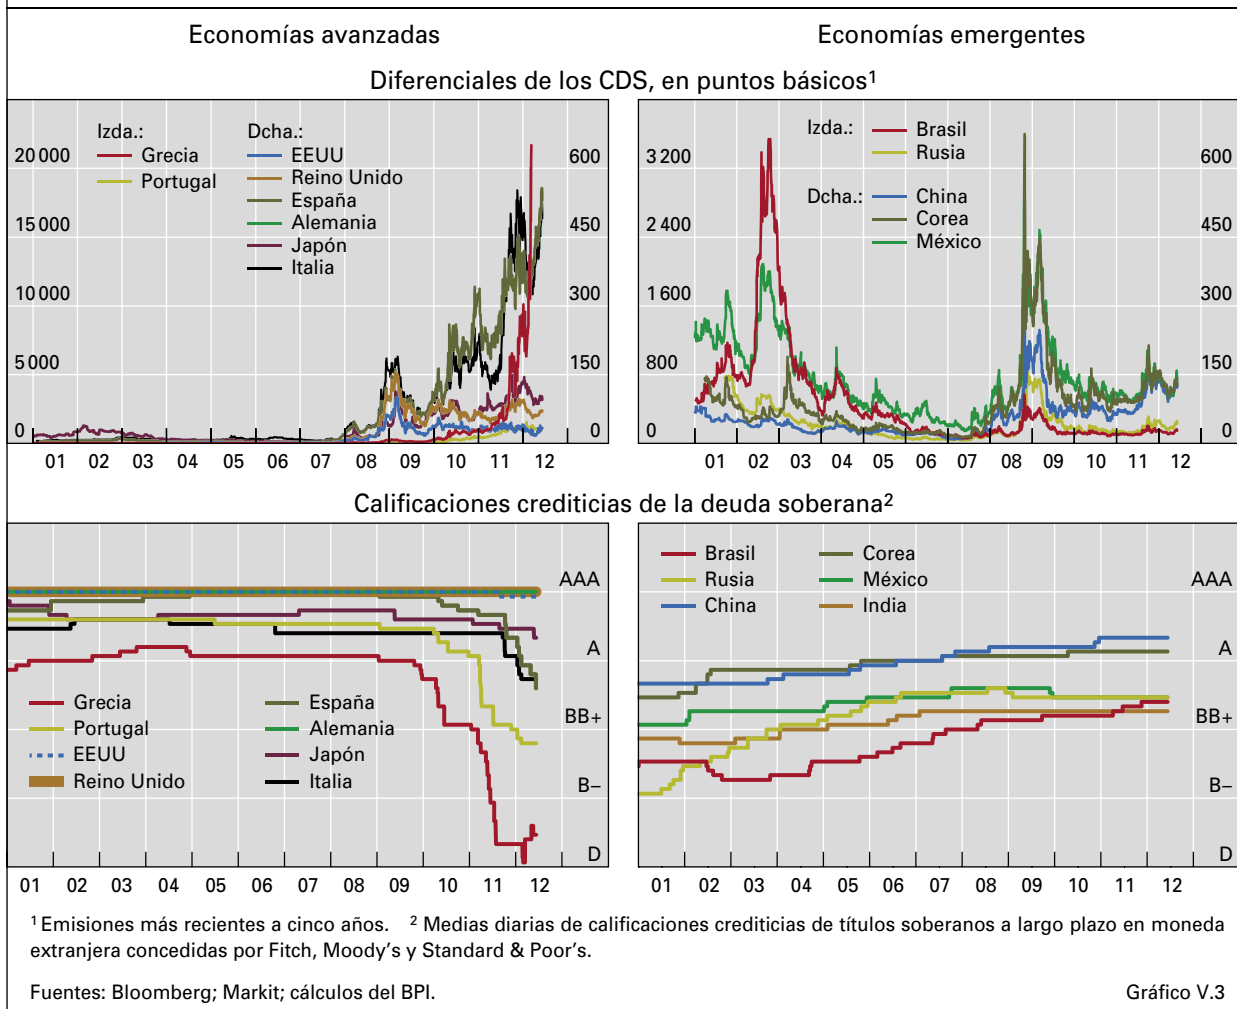 Economías avanzadas
Economías emergentes
Diferenciales de los CDS, en puntos básicos¹
Izda.:
Grecia
Portugal
Dcha.:
EEUU
Reino Unido
España
Alemania
Japón
Italia
20 000
15 000
10 000
5 000
0
600
450
300
150
0
01 02 03 04 05 06 07 08 09 10 11 12
Izda.:
Brasil
Rusia
Dcha.:
China
Corea
México
3 200
2 400
1 600
800
0
600
450
300
150
0
01 02 03 04 05 06 07 08 09 10 11 12
Calificaciones crediticias de la deuda soberana²
AAA
A
BB+
B–
D
Grecia
Portugal
EEUU
Reino Unido
España
Alemania
Japón
Italia
01 02 03 04 05 06 07 08 09 10 11 12
Brasil
Rusia
China
Corea
México
India
AAA
A
BB+
B–
D
01 02 03 04 05 06 07 08 09 10 11 12
¹ Emisiones más recientes a cinco años. ² Medias diarias de calificaciones crediticias de títulos soberanos a largo plazo en moneda
extranjera concedidas por Fitch, Moody’s y Standard & Poor’s.
Fuentes: Bloomberg; Markit; cálculos del BPI.
Gráfico V.3